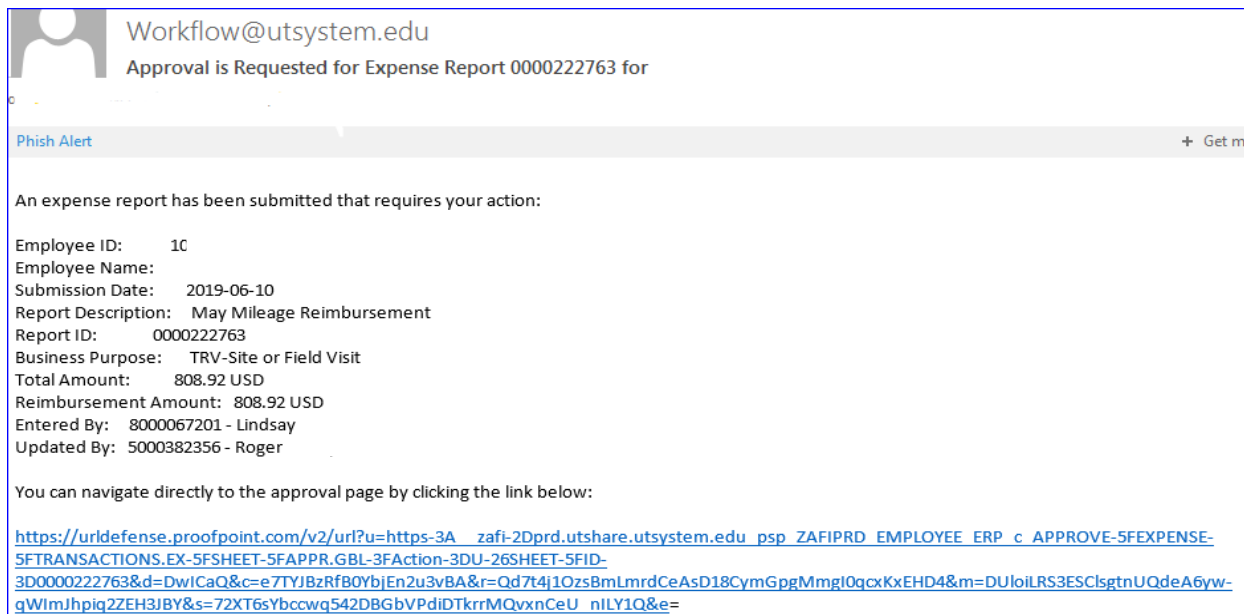 Workflow@utsystem.edu
Approval is Requested for Expense Report 0000222763 for
Phish Alert
+ Get m
An expense report has been submitted that requires your action:
Employee ID: 10
Employee Name:
Submission Date: 2019-06-10
Report Description: May Mileage Reimbursement
Report ID: 0000222763
Business Purpose: TRV-Site or Field Visit
Total Amount: 808.92 USD
Reimbursement Amount: 808.92 USD
Entered By: 8000067201 - Lindsay
Updated By: 5000382356 - Roger
You can navigate directly to the approval page by clicking the link below:
https://urldefense.proofpoint.com/v2/url?u=https-3A__zafi-2Dprd.utshare.utsystem.edu_psp_ZAFIPRD_EMPLOYEE_ERP_c_APPROVE-5FEXPENSE-
5FTRANSACTIONS.EX-5FSHEET-5FAPPR.GBL-3FAction-3DU-26SHEET-5FID-
3D0000222763&d=DwICaQ&c=e7TYJBzRfB0YbjEn2u3vBA&r=Qd7t4j1OzsBmLmrdCeAsD18CymGpgMmgI0qcxKxEHD4&m=DUloiLRS3ESClsgtnUQdeA6yw-
qWImJhpiq2ZEH3JBY&s=72XT6sYbccwq542DBGbVPdiDTkrrMQvxnCeU_nILY1Q&e=